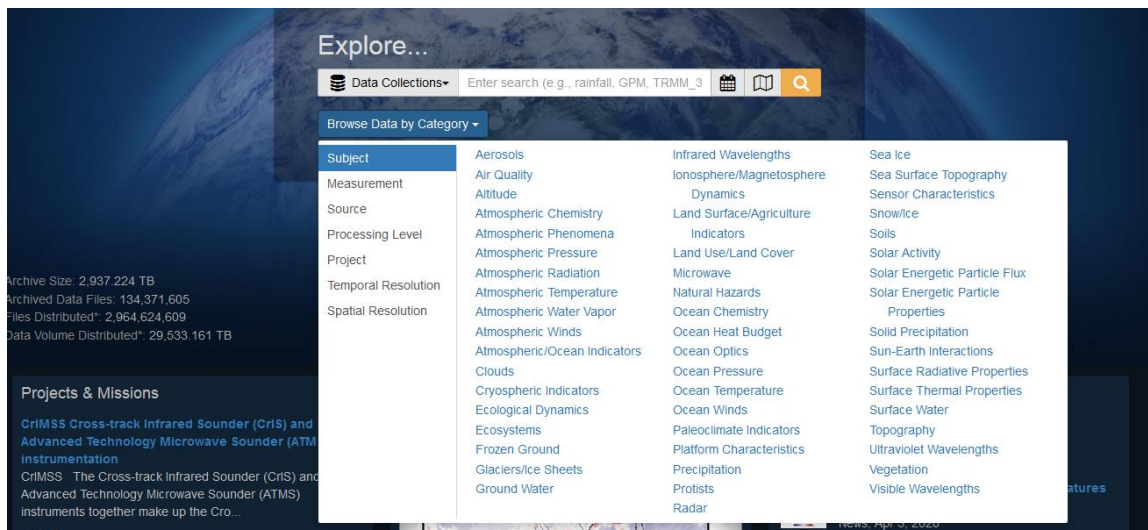 Explore...
Data Collections
Enter search (e.g., rainfall, GPM, TRMM_3
Browse Data by Category
Subject
Measurement
Source
Processing Level
Project
Temporal Resolution
Spatial Resolution
Aerosols
Air Quality
Altitude
Atmospheric Chemistry
Atmospheric Phenomena
Atmospheric Pressure
Atmospheric Radiation
Atmospheric Temperature
Atmospheric Water Vapor
Atmospheric Winds
Atmospheric/Ocean Indicators
Clouds
Cryospheric Indicators
Ecological Dynamics
Ecosystems
Frozen Ground
Glaciers/Ice Sheets
Ground Water
Infrared Wavelengths
Ionosphere/Magnetosphere
Dynamics
Land Surface/Agriculture
Indicators
Land Use/Land Cover
Microwave
Natural Hazards
Ocean Chemistry
Ocean Heat Budget
Ocean Optics
Ocean Pressure
Ocean Temperature
Ocean Winds
Paleoclimate Indicators
Platform Characteristics
Precipitation
Protists
Radar
Sea Ice
Sea Surface Topography
Sensor Characteristics
Snow/Ice
Soils
Solar Activity
Solar Energetic Particle Flux
Solar Energetic Particle
Properties
Solid Precipitation
Sun-Earth Interactions
Surface Radiative Properties
Surface Thermal Properties
Surface Water
Topography
Ultraviolet Wavelengths
Vegetation
Visible Wavelengths
Archive Size: 2,937.224 TB
Archived Data Files: 134,371,605
Files Distributed*: 2,964,624,609
Data Volume Distributed*: 29,533.161 TB
Projects & Missions
CrIMSS Cross-track Infrared Sounder (CrIS) and
Advanced Technology Microwave Sounder (ATM
instrumentation
CrIMSS The Cross-track Infrared Sounder (CrIS) and
Advanced Technology Microwave Sounder (ATMS)
instruments together make up the Cro...
atures
News, Apr 3, 2020